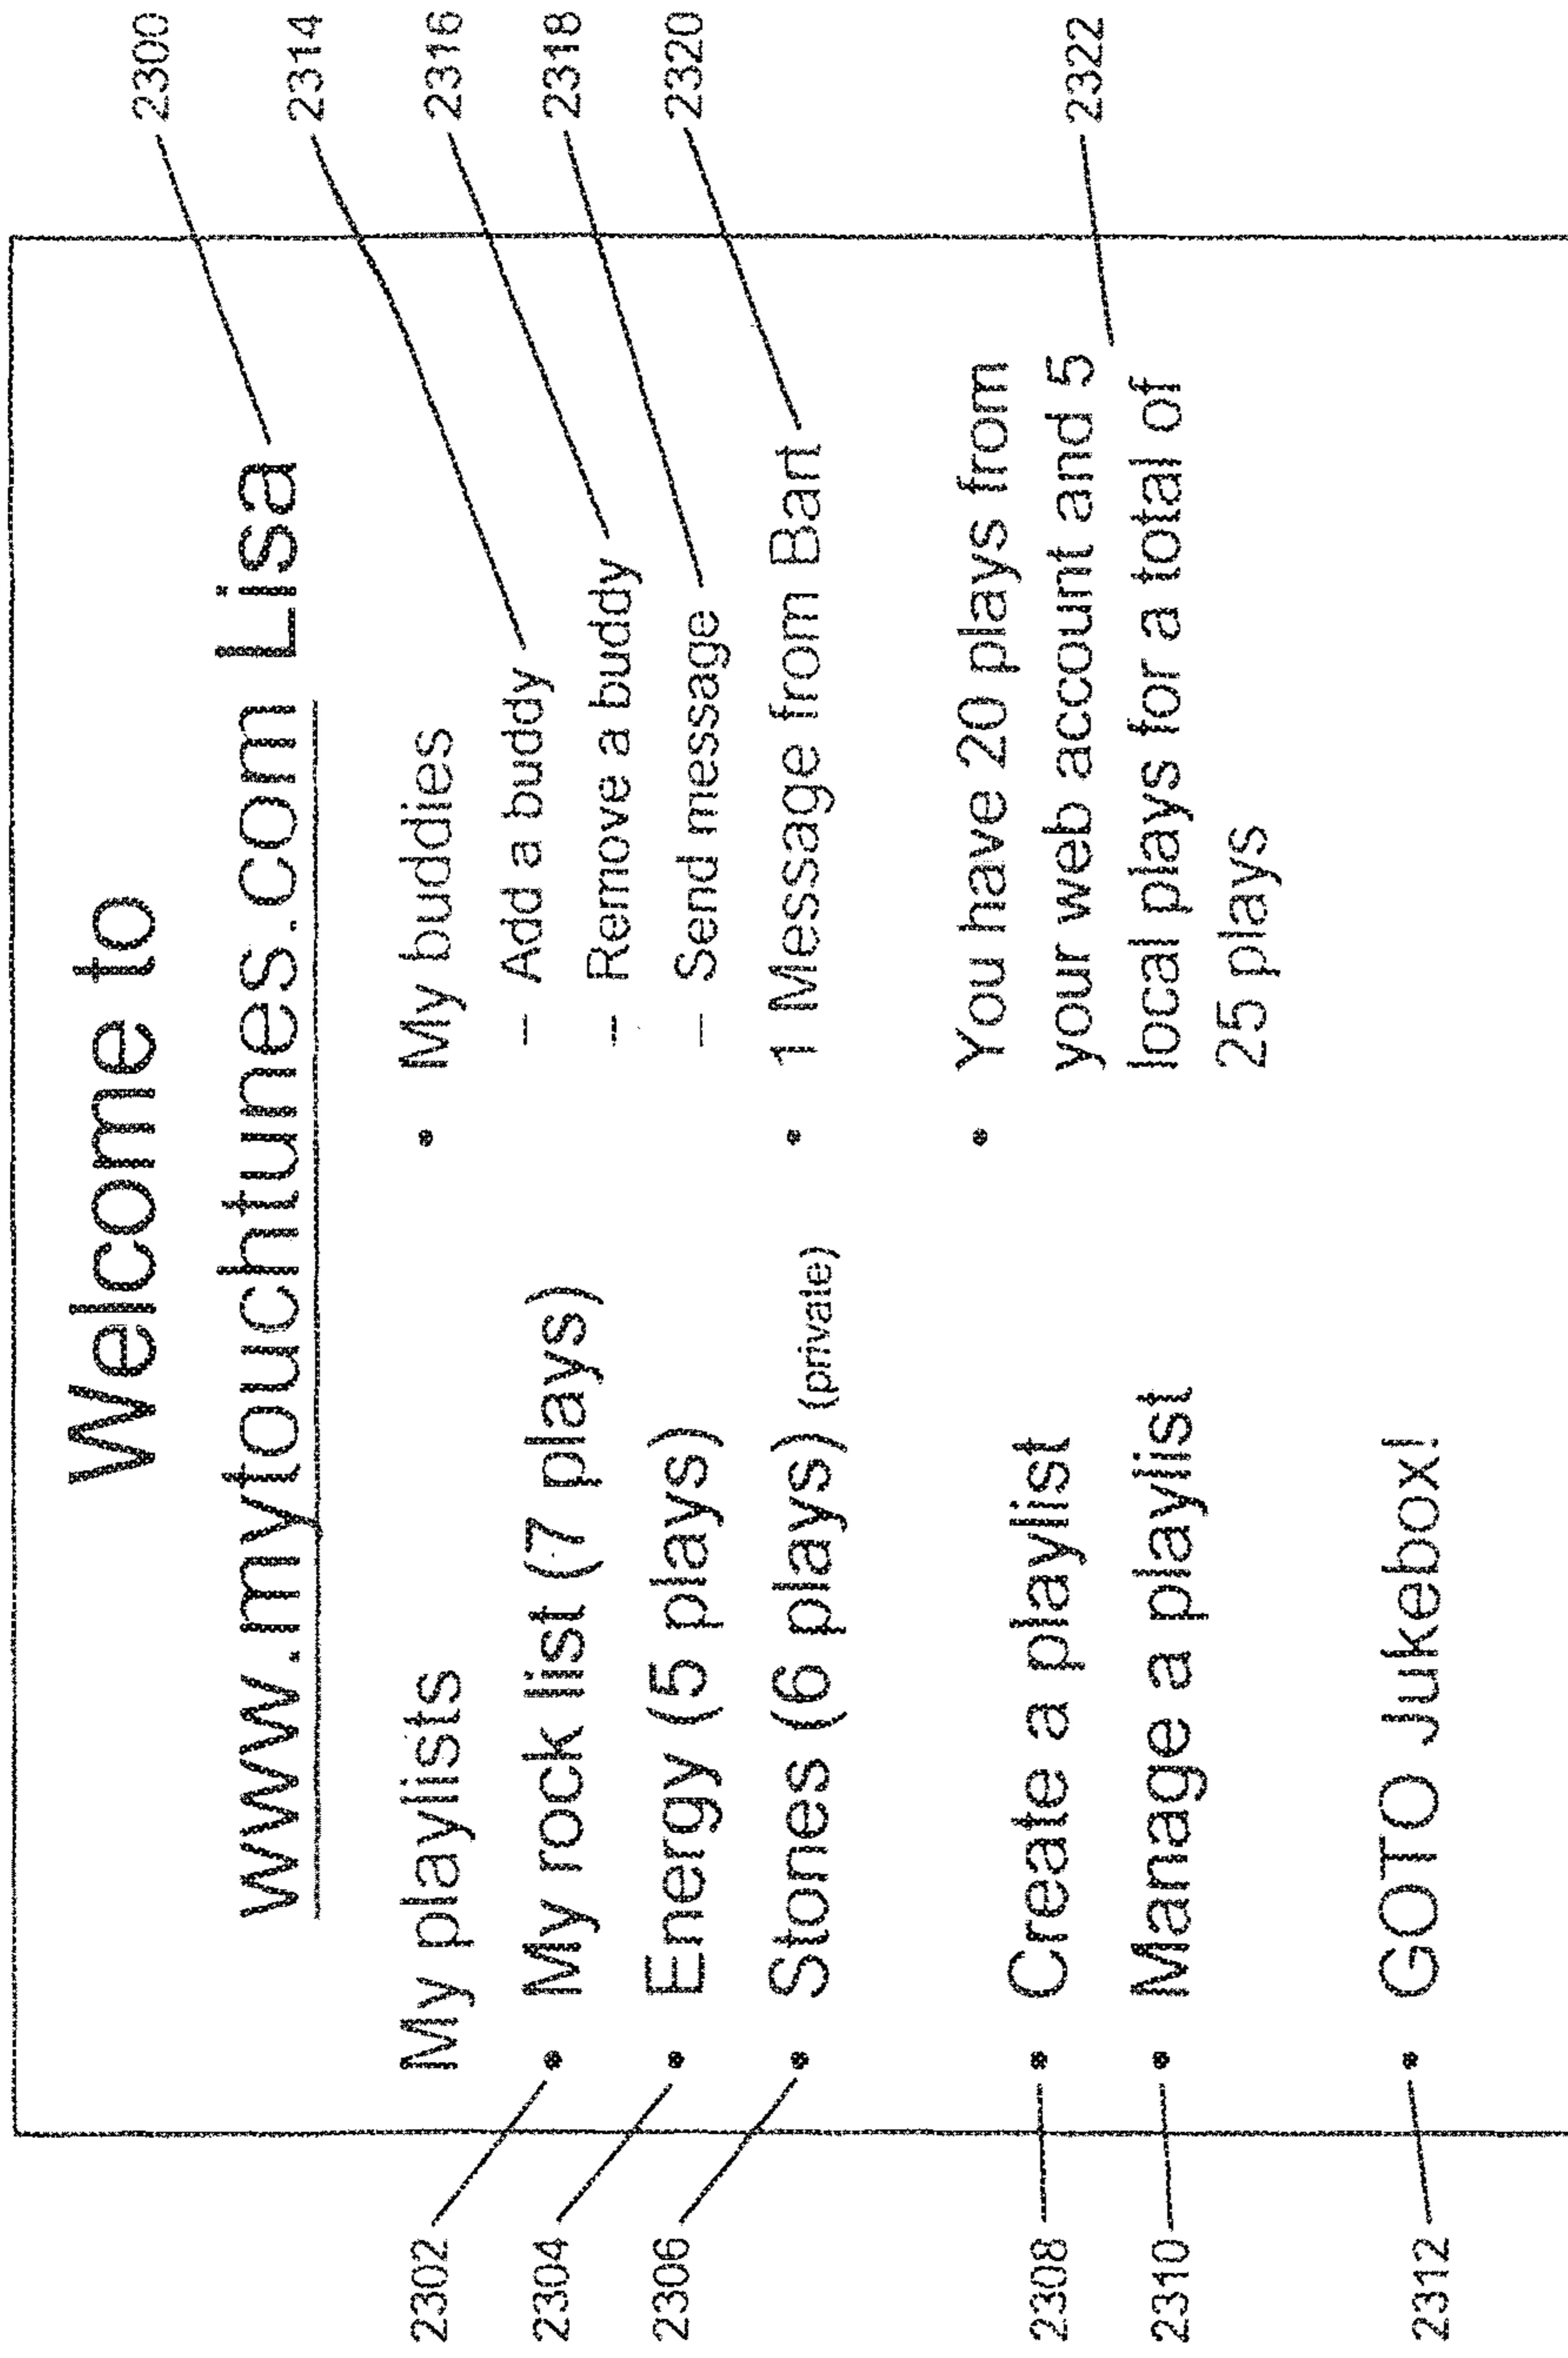 Welcome to
www.mytouchtunes.com Lisa
2300
My playlists
2302
• My rock list (7 plays)
2304
• Energy (5 plays)
2306
• Stones (6 plays) (private)
2308
• Create a playlist
2310
• Manage a playlist
2312
• GOTO Jukebox!
• My buddies
– Add a buddy
2314
– Remove a buddy
2316
– Send message
2318
• 1 Message from Bart
2320
• You have 20 plays from
your web account and 5
local plays for a total of
25 plays
2322